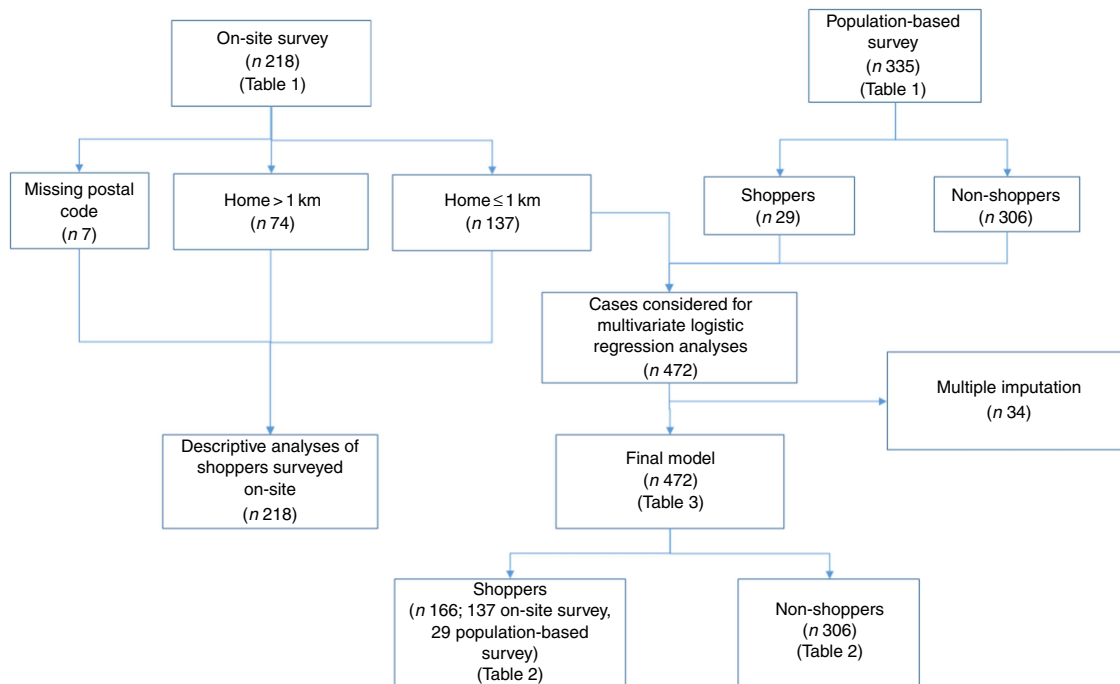 On-site survey
(n 218)
(Table 1)
Population-based
survey
(n 335)
(Table 1)
Missing postal
code
(n 7)
Home > 1 km
(n 74)
Home ≤ 1 km
(n 137)
Shoppers
(n 29)
Non-shoppers
(n 306)
Cases considered for
multivariate logistic
regression analyses
(n 472)
Multiple imputation
(n 34)
Descriptive analyses of
shoppers surveyed
on-site
(n 218)
Final model
(n 472)
(Table 3)
Shoppers
(n 166; 137 on-site survey,
29 population-based
survey)
(Table 2)
Non-shoppers
(n 306)
(Table 2)